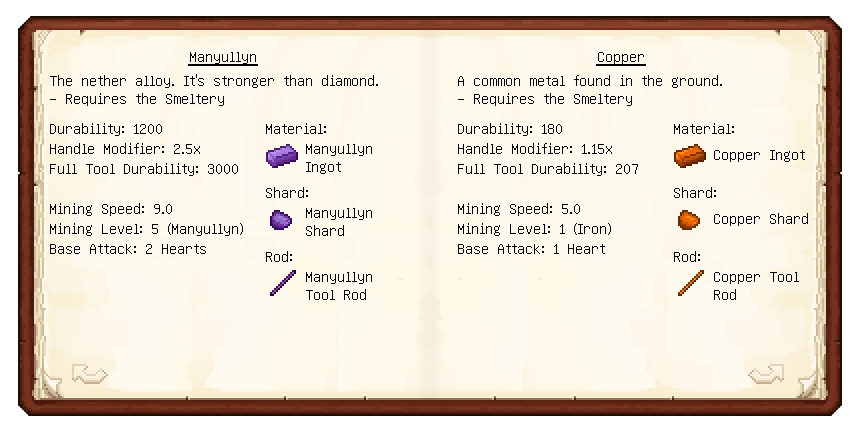 Manyullyn
The nether alloy. It's stronger than diamond.
- Requires the Smeltery
Durability: 1200
Handle Modifier: 2.5x
Full Tool Durability: 3000
Mining Speed: 9.0
Mining Level: 5 (Manyullyn)
Base Attack: 2 Hearts
Material:
Manyullyn
Ingot
Shard:
Manyullyn
Shard
Rod:
Manyullyn
Tool Rod
Copper
A common metal found in the ground.
- Requires the Smeltery
Durability: 180
Handle Modifier: 1.15x
Full Tool Durability: 207
Mining Speed: 5.0
Mining Level: 1 (Iron)
Base Attack: 1 Heart
Material:
Copper Ingot
Shard:
Copper Shard
Rod:
Copper Tool
Rod